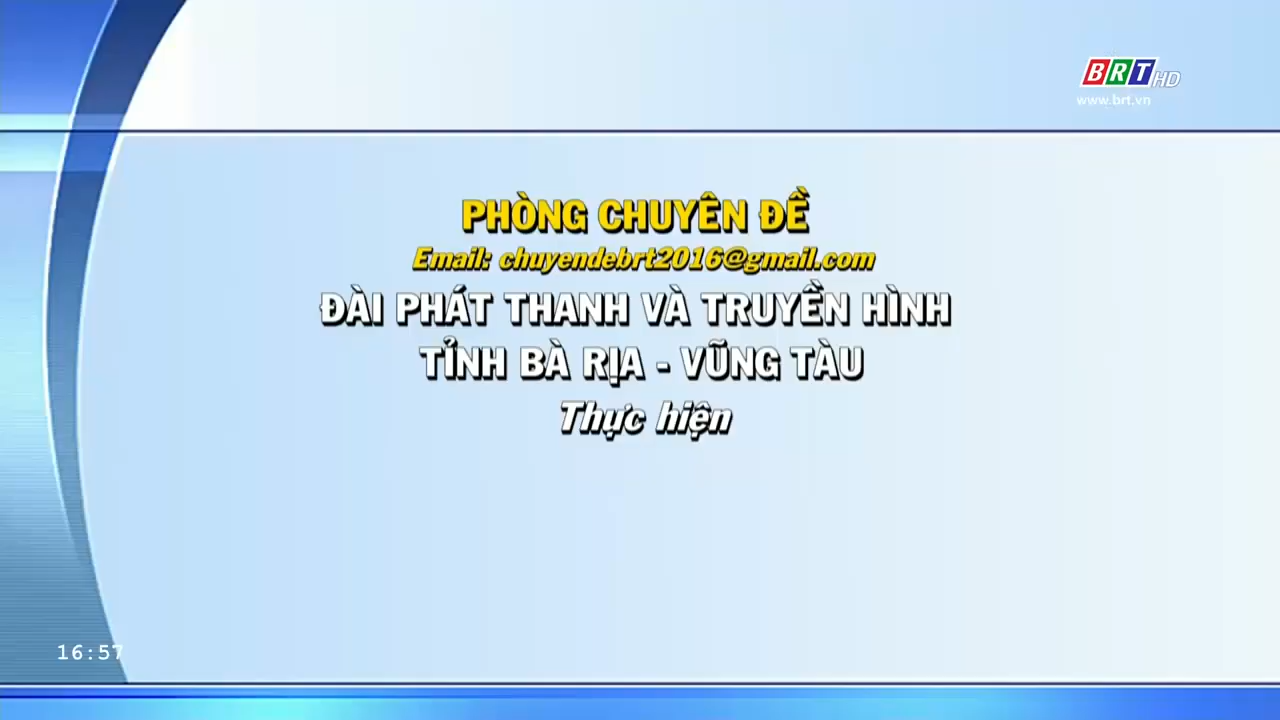 BRT HD
www.brt.vn
PHÒNG CHUYÊN ĐỀ
Email: chuyendebrt2016@gmail.com
ĐÀI PHÁT THANH VÀ TRUYỀN HÌNH
TỈNH BÀ RỊA - VŨNG TÀU
Thực hiện
16:57